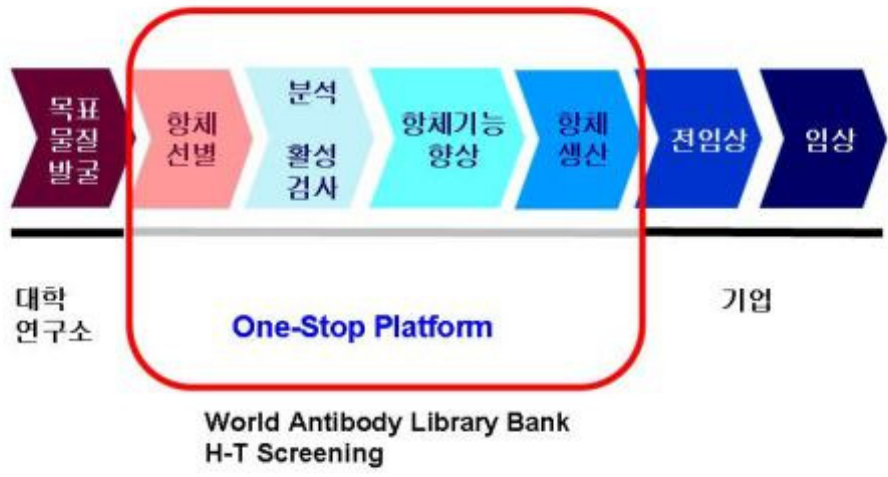 목표
물질
발굴
항체
선별
분석
활성
검사
항체기능
향상
항체
생산
전임상
임상
대학
연구소
One-Stop Platform
기업
World Antibody Library Bank
H-T Screening